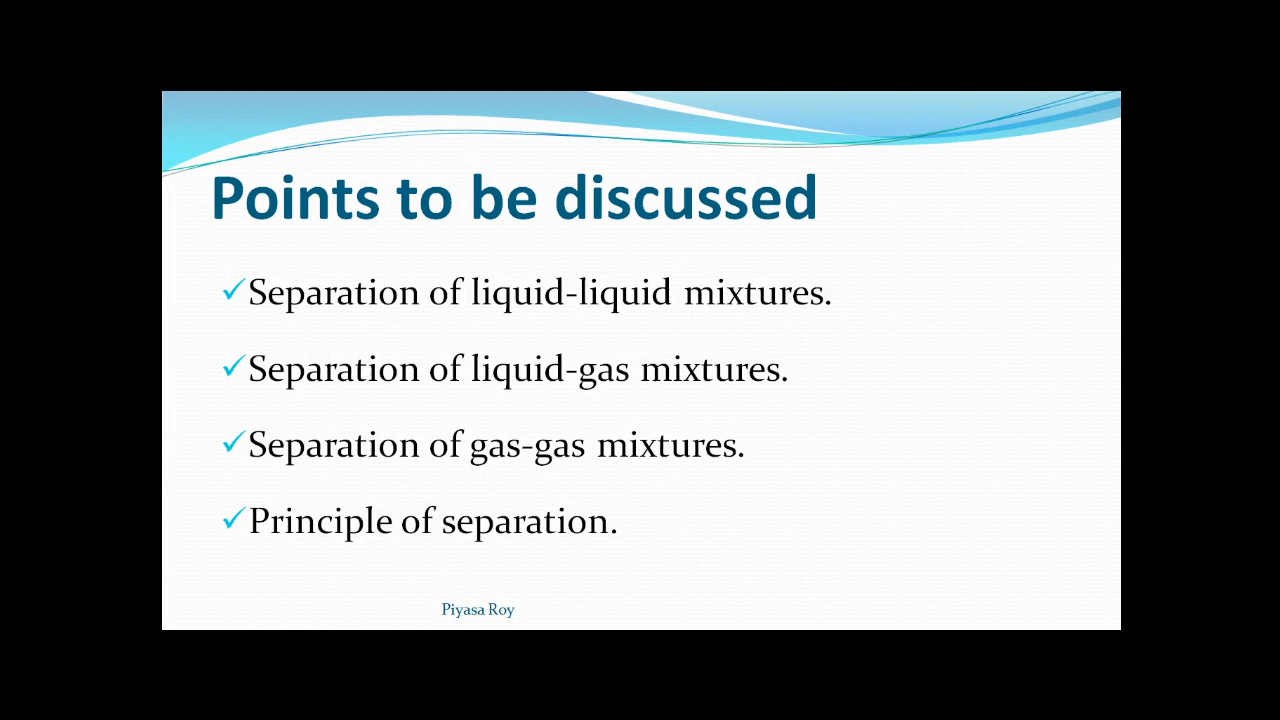 Points to be discussed
✓Separation of liquid-liquid mixtures.
✓Separation of liquid-gas mixtures.
✓Separation of gas-gas mixtures.
✓Principle of separation.
Piyasa Roy